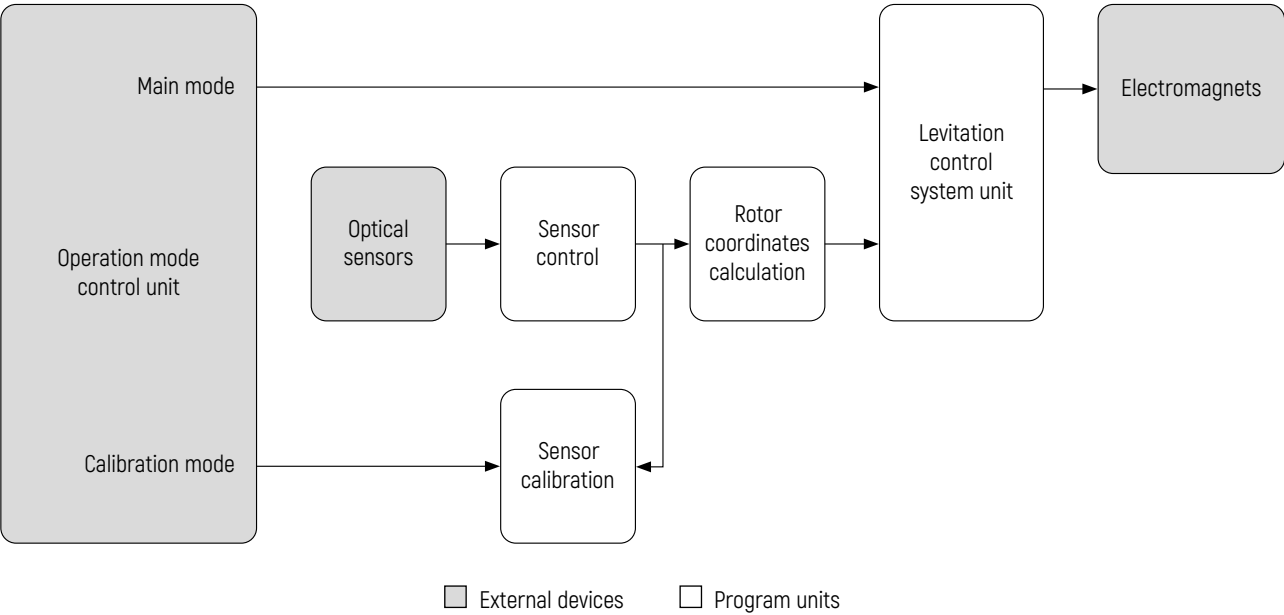 Main mode
Electromagnets
Levitation
control
system unit
Optical
sensors
Sensor
control
Rotor
coordinates
calculation
Operation mode
control unit
Calibration mode
Sensor
calibration
External devices
Program units